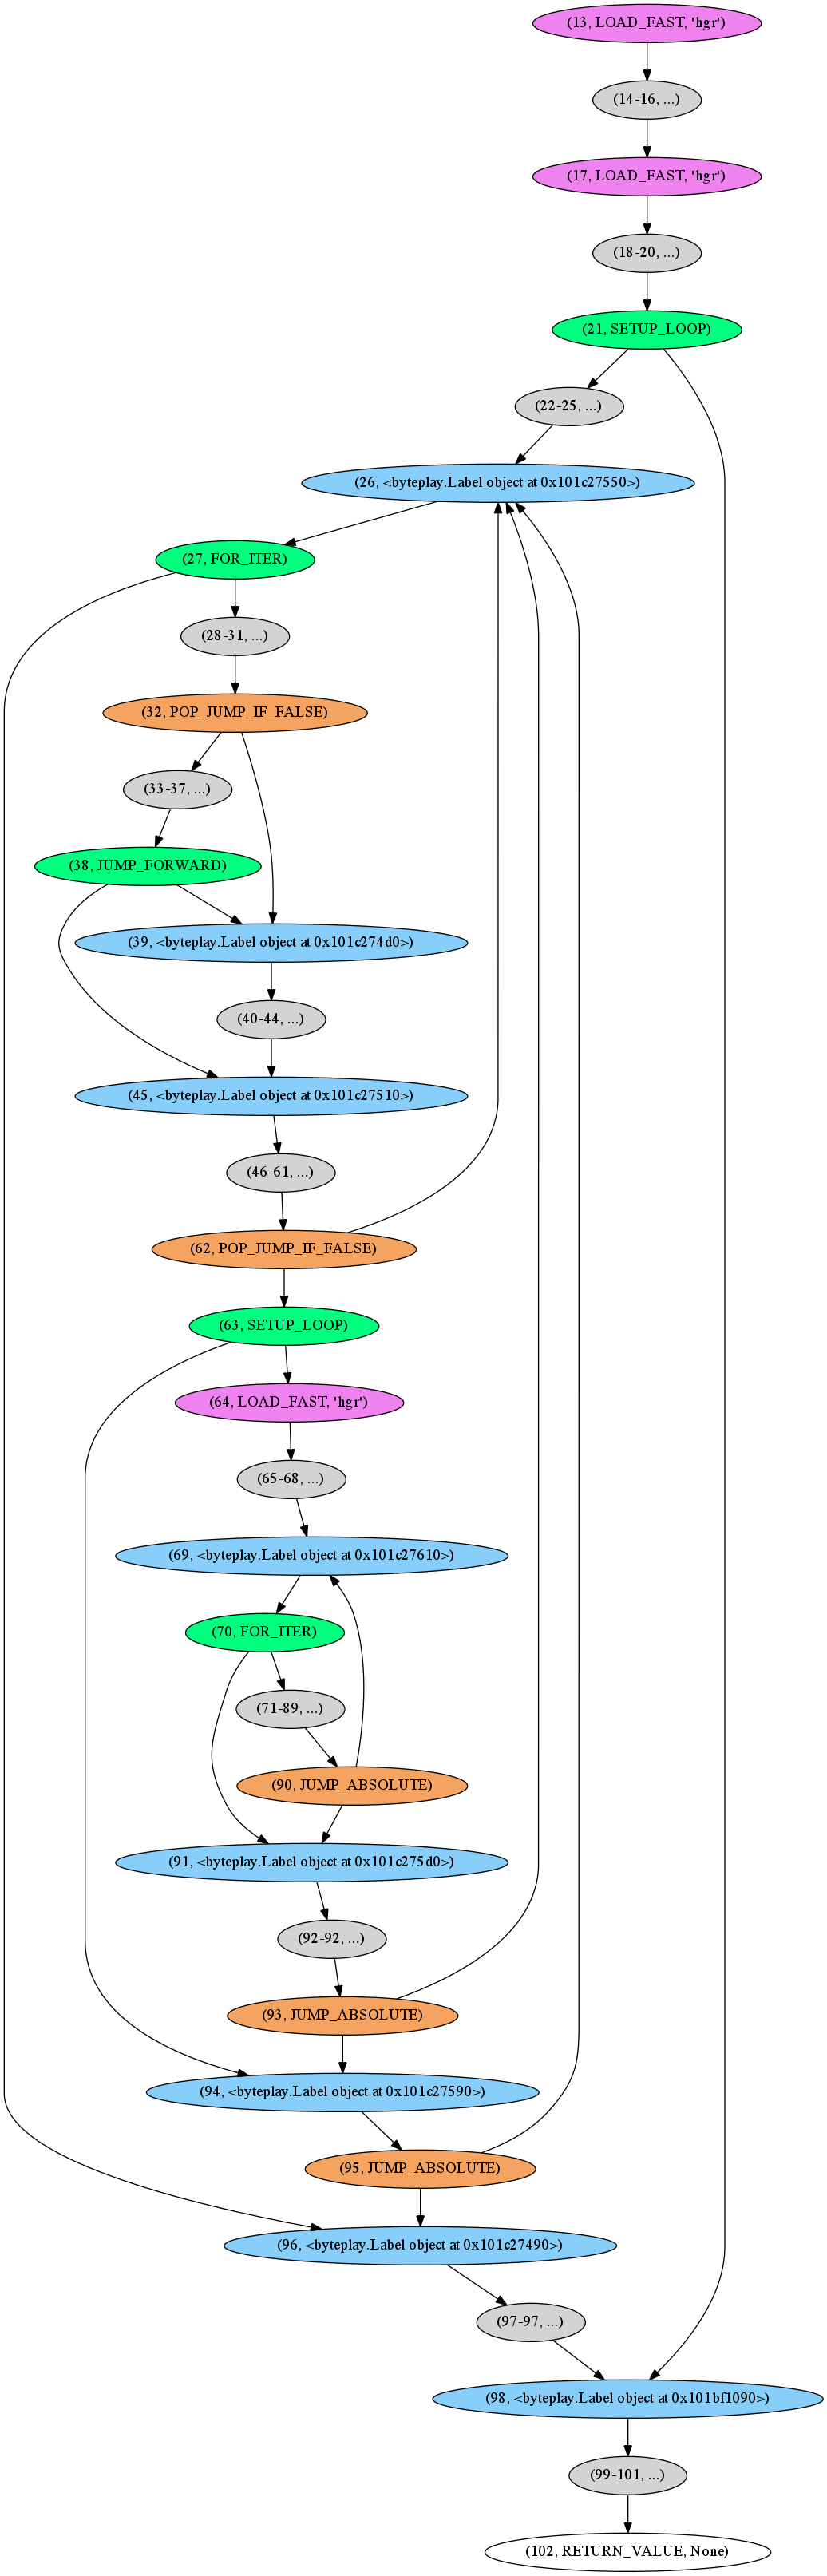 (13, LOAD_FAST, 'hgr')
(14-16, ...)
(17, LOAD_FAST, 'hgr')
(18-20, ...)
(21, SETUP_LOOP)
(22-25, ...)
(26, <byteplay.Label object at 0x101c27550>)
(27, FOR_ITER)
(28-31, ...)
(32, POP_JUMP_IF_FALSE)
(33-37, ...)
(38, JUMP_FORWARD)
(39, <byteplay.Label object at 0x101c274d0>)
(40-44, ...)
(45, <byteplay.Label object at 0x101c27510>)
(46-61, ...)
(62, POP_JUMP_IF_FALSE)
(63, SETUP_LOOP)
(64, LOAD_FAST, 'hgr')
(65-68, ...)
(69, <byteplay.Label object at 0x101c27610>)
(70, FOR_ITER)
(71-89, ...)
(90, JUMP_ABSOLUTE)
(91, <byteplay.Label object at 0x101c275d0>)
(92-92, ...)
(93, JUMP_ABSOLUTE)
(94, <byteplay.Label object at 0x101c27590>)
(95, JUMP_ABSOLUTE)
(96, <byteplay.Label object at 0x101c27490>)
(97-97, ...)
(98, <byteplay.Label object at 0x101bf1090>)
(99-101, ...)
(102, RETURN_VALUE, None)